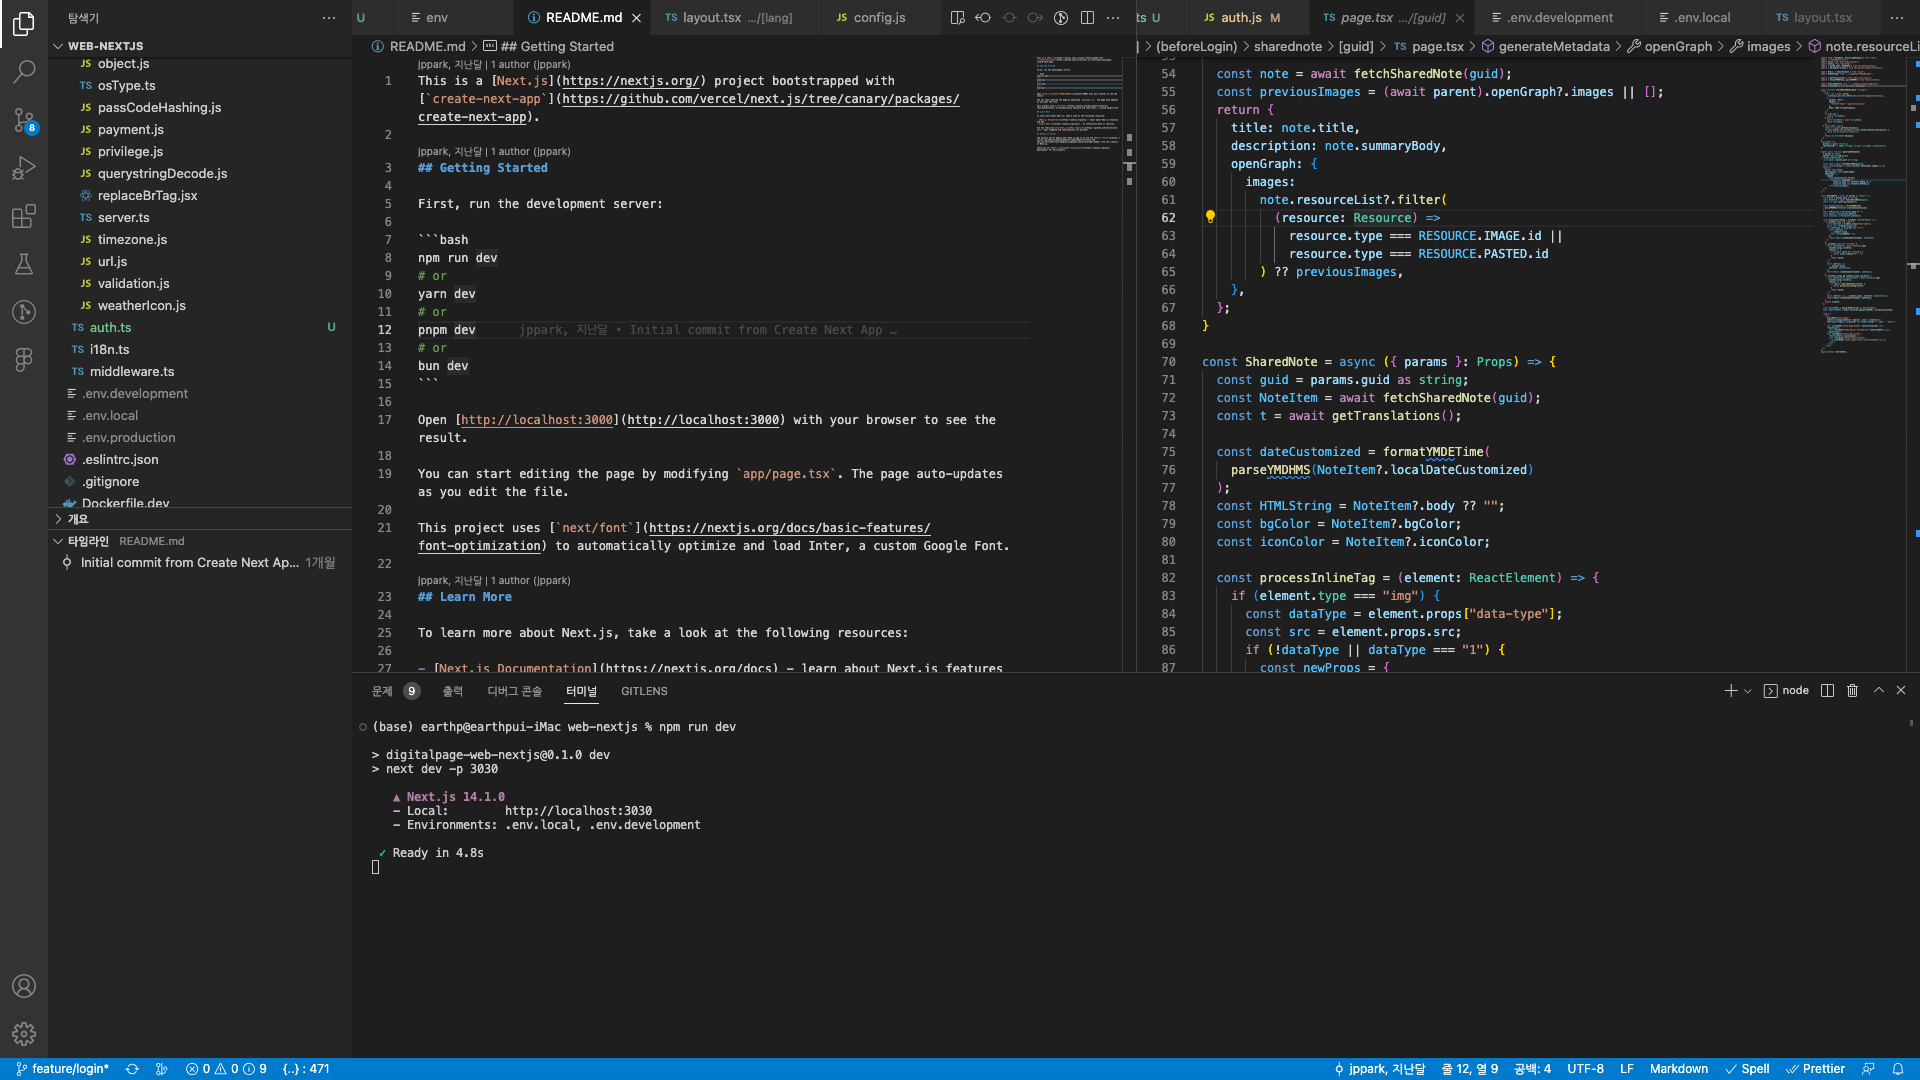 탐색기
WEB-NEXTJS
JS object.js
TS osType.ts
JS passCodeHashing.js
JS payment.js
JS privilege.js
JS querystringDecode.js
replaceBrTag.jsx
TS server.ts
JS timezone.js
JS url.js
JS validation.js
JS weatherIcon.js
TS auth.ts U
TS i18n.ts
TS middleware.ts
.env.development
.env.local
.env.production
.eslintrc.json
.gitignore
Dockerfile.dev
개요
타임라인 README.md
Initial commit from Create Next Ap... 1개월
8
U
env
README.md
TS layout.tsx .../[lang]
JS config.js
README.md > ## Getting Started
jppark, 지난달 | 1 author (jppark)
1 This is a [Next.js](https://nextjs.org/) project bootstrapped with
[`create-next-app`](https://github.com/vercel/next.js/tree/canary/packages/
create-next-app).
2
jppark, 지난달 | 1 author (jppark)
3 ## Getting Started
4
5 First, run the development server:
6
7 ```bash
8 npm run dev
9 # or
10 yarn dev
11 # or
12 pnpm dev jppark, 지난달 • Initial commit from Create Next App …
13 # or
14 bun dev
15 ```
16
17 Open [http://localhost:3000](http://localhost:3000) with your browser to see the
result.
18
19 You can start editing the page by modifying `app/page.tsx`. The page auto-updates
as you edit the file.
20
21 This project uses [`next/font`](https://nextjs.org/docs/basic-features/
font-optimization) to automatically optimize and load Inter, a custom Google Font.
22
jppark, 지난달 | 1 author (jppark)
23 ## Learn More
24
25 To learn more about Next.js, take a look at the following resources:
26
27 - [Next.js Documentation](https://nextjs.org/docs) - learn about Next.js features
ts U
JS auth.js M
TS page.tsx .../[guid]
.env.development
.env.local
TS layout.tsx
] > (beforeLogin) > sharednote > [guid] > TS page.tsx > generateMetadata > openGraph > images > note.resourceLi
53
54 const note = await fetchSharedNote(guid);
55 const previousImages = (await parent).openGraph?.images || [];
56 return {
57 title: note.title,
58 description: note.summaryBody,
59 openGraph: {
60 images:
61 note.resourceList?.filter(
62 (resource: Resource) =>
63 resource.type === RESOURCE.IMAGE.id ||
64 resource.type === RESOURCE.PASTED.id
65 ) ?? previousImages,
66 },
67 };
68 }
69
70 const SharedNote = async ({ params }: Props) => {
71 const guid = params.guid as string;
72 const NoteItem = await fetchSharedNote(guid);
73 const t = await getTranslations();
74
75 const dateCustomized = formatYMDETime(
76 parseYMDHMS(NoteItem?.localDateCustomized)
77 );
78 const HTMLString = NoteItem?.body ?? "";
79 const bgColor = NoteItem?.bgColor;
80 const iconColor = NoteItem?.iconColor;
81
82 const processInlineTag = (element: ReactElement) => {
83 if (element.type === "img") {
84 const dataType = element.props["data-type"];
85 const src = element.props.src;
86 if (!dataType || dataType === "1") {
87 const newProps = {
문제 9 출력 디버그 콘솔 터미널 GITLENS
node
(base) earthp@earthpui-iMac web-nextjs % npm run dev
> digitalpage-web-nextjs@0.1.0 dev
> next dev -p 3030
▲ Next.js 14.1.0
- Local: http://localhost:3030
- Environments: .env.local, .env.development
✓ Ready in 4.8s
feature/login* 0 0 9 {..} : 471
jppark, 지난달 줄 12, 열 9 공백: 4 UTF-8 LF Markdown Spell Prettier